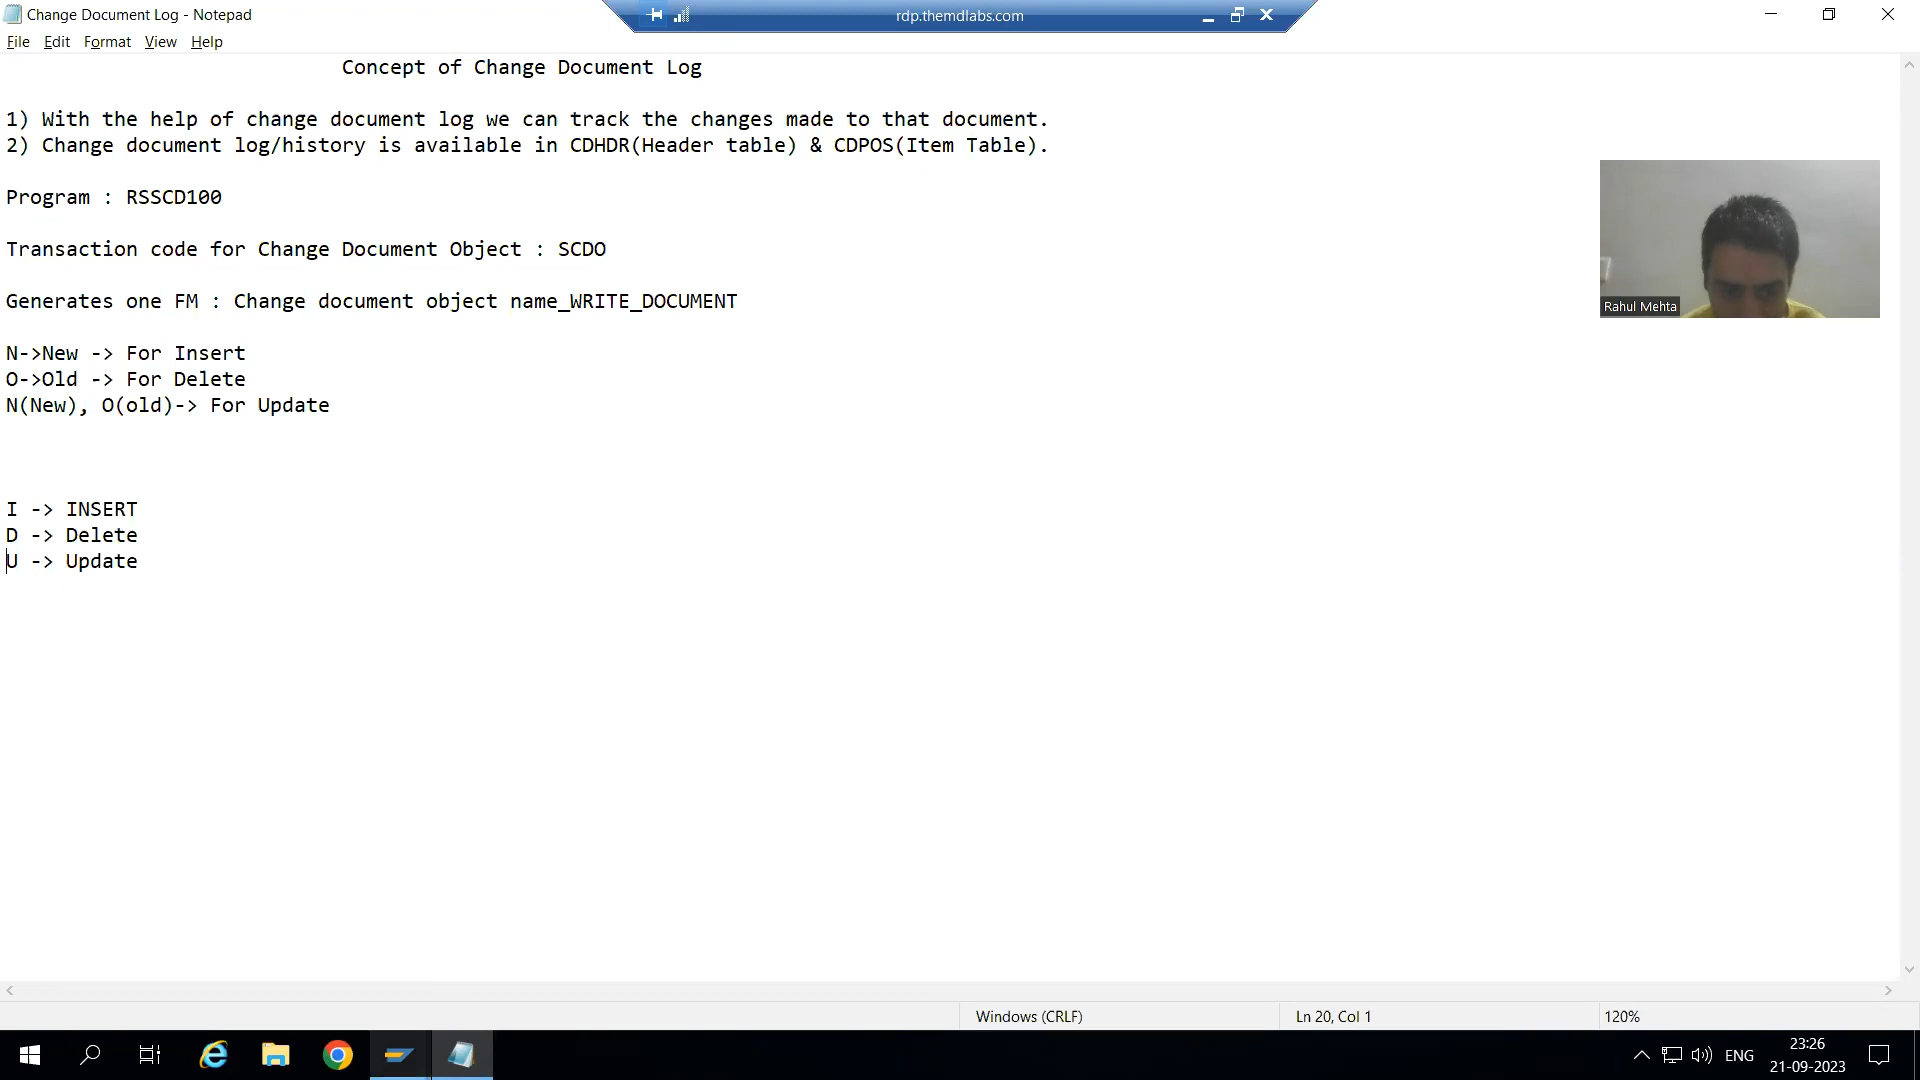 Change Document Log - Notepad
rdp.themdlabs.com
File Edit Format View Help
Concept of Change Document Log
1) With the help of change document log we can track the changes made to that document.
2) Change document log/history is available in CDHDR(Header table) & CDPOS(Item Table).
Program : RSSCD100
Transaction code for Change Document Object : SCDO
Generates one FM : Change document object name_WRITE_DOCUMENT
N->New -> For Insert
O->Old -> For Delete
N(New), O(old)-> For Update
I -> INSERT
D -> Delete
U -> Update
Rahul Mehta
Windows (CRLF)
Ln 20, Col 1
120%
ENG
23:26
21-09-2023